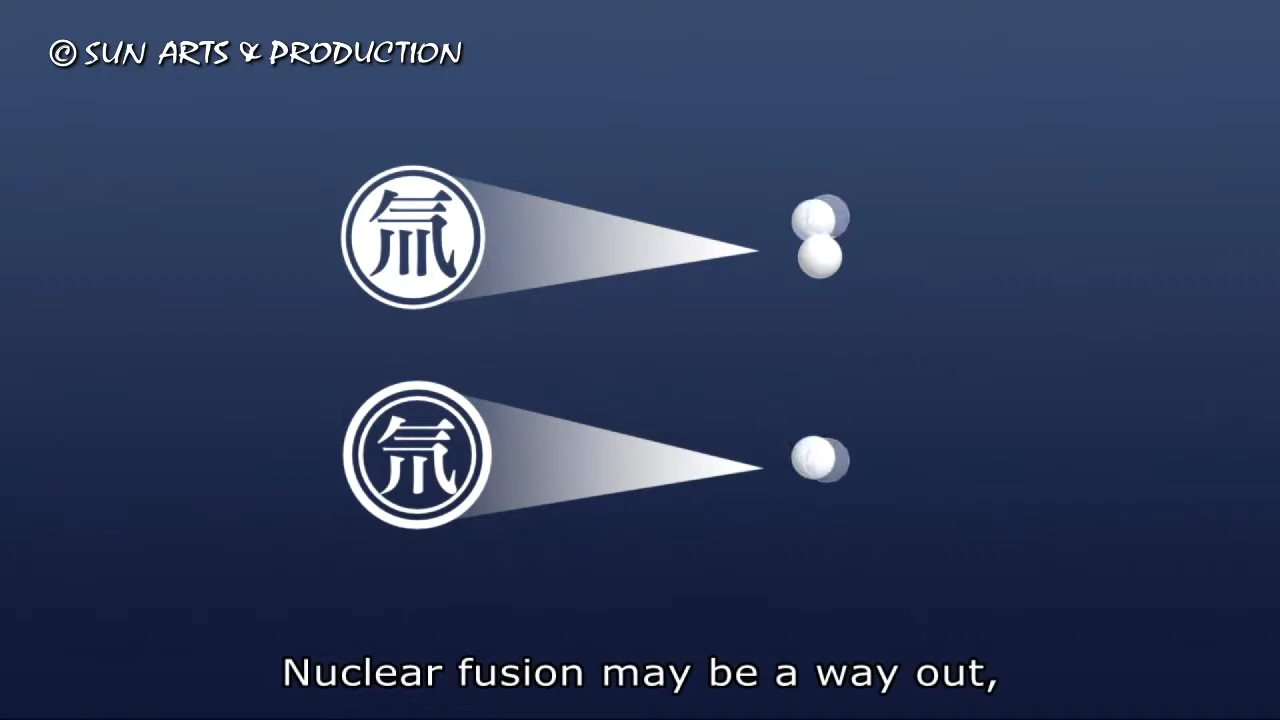 © SUN ARTS & PRODUCTION
氚
氘
Nuclear fusion may be a way out,